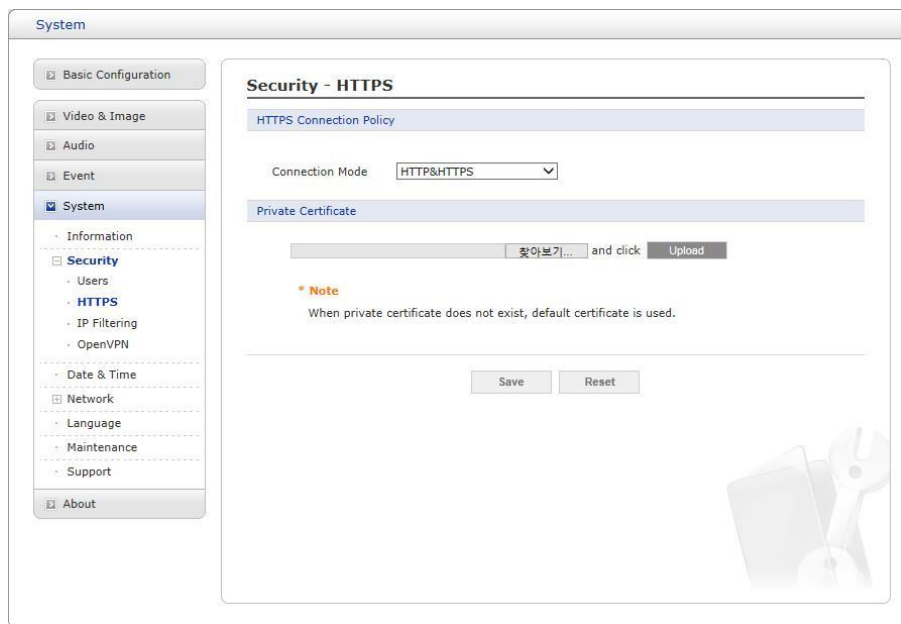 System
Basic Configuration
Video & Image
Audio
Event
System
· Information
Security
· Users
· HTTPS
· IP Filtering
· OpenVPN
· Date & Time
Network
· Language
· Maintenance
· Support
About
Security - HTTPS
HTTPS Connection Policy
Connection Mode HTTP&HTTPS
Private Certificate
찾아보기... and click Upload
* Note
When private certificate does not exist, default certificate is used.
Save Reset